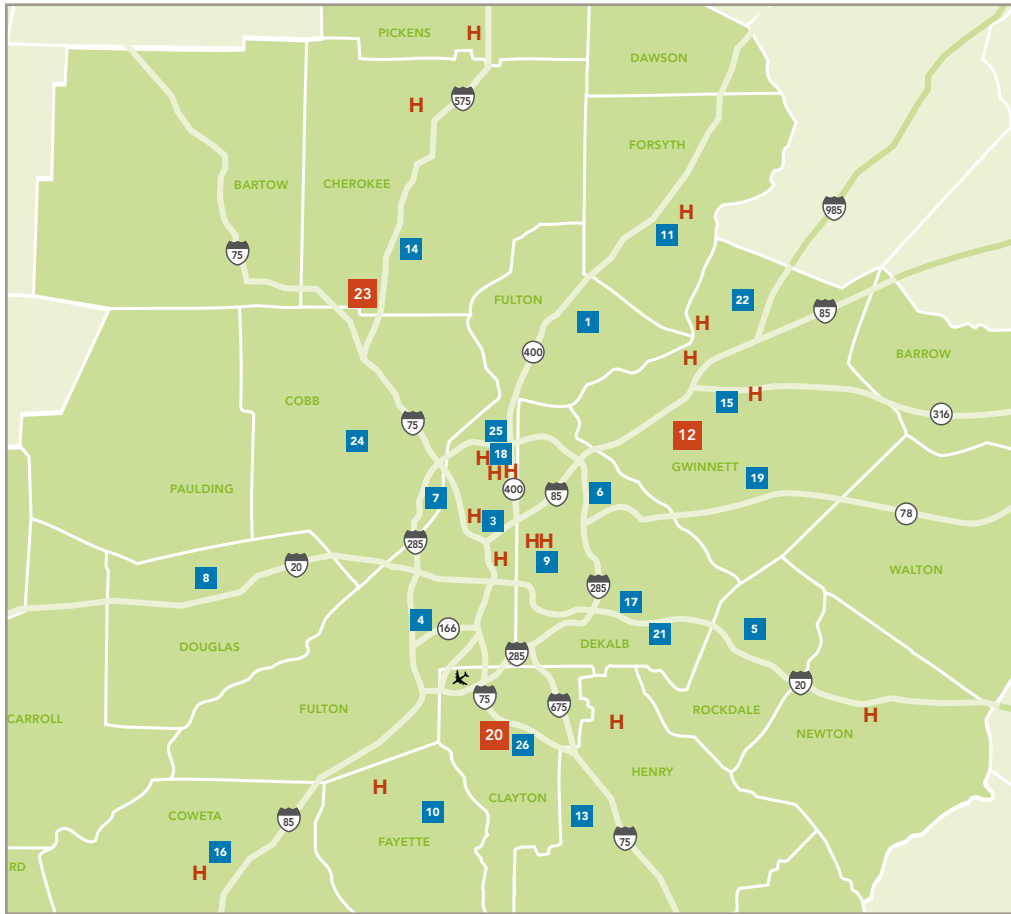 PICKENS
H
DAWSON
575
H
FORSYTH
BARTOW
CHEROKEE
985
H
11
14
75
23
FULTON
22
85
1
H
400
H
BARROW
H
COBB
15
316
75
25
12
24
18
H
H
H
GWINNETT
19
PAULDING
400
85
6
7
78
H
3
285
H
H
H
9
20
WALTON
8
285
17
4
166
5
21
DEKALB
DOUGLAS
285
20
75
675
FULTON
ROCKDALE
CARROLL
H
H
NEWTON
20
26
HENRY
H
CLAYTON
10
13
COWETA
85
75
FAYETTE
16
RD
H